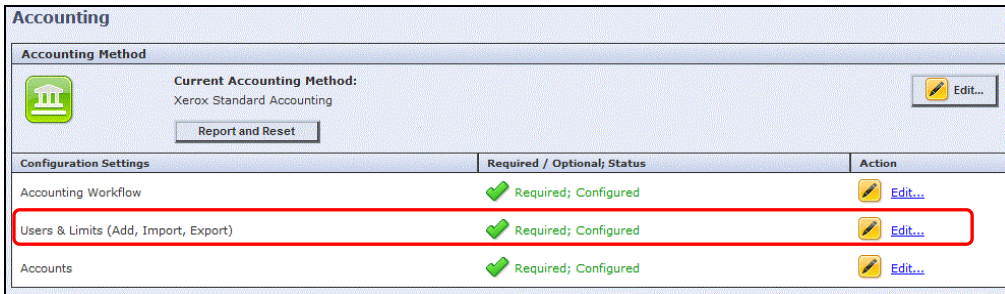 Accounting
Accounting Method
Current Accounting Method:
Xerox Standard Accounting
Edit...
Report and Reset
Configuration Settings Required / Optional; Status Action
Accounting Workflow Required; Configured Edit...
Users & Limits (Add, Import, Export) Required; Configured Edit...
Accounts Required; Configured Edit...